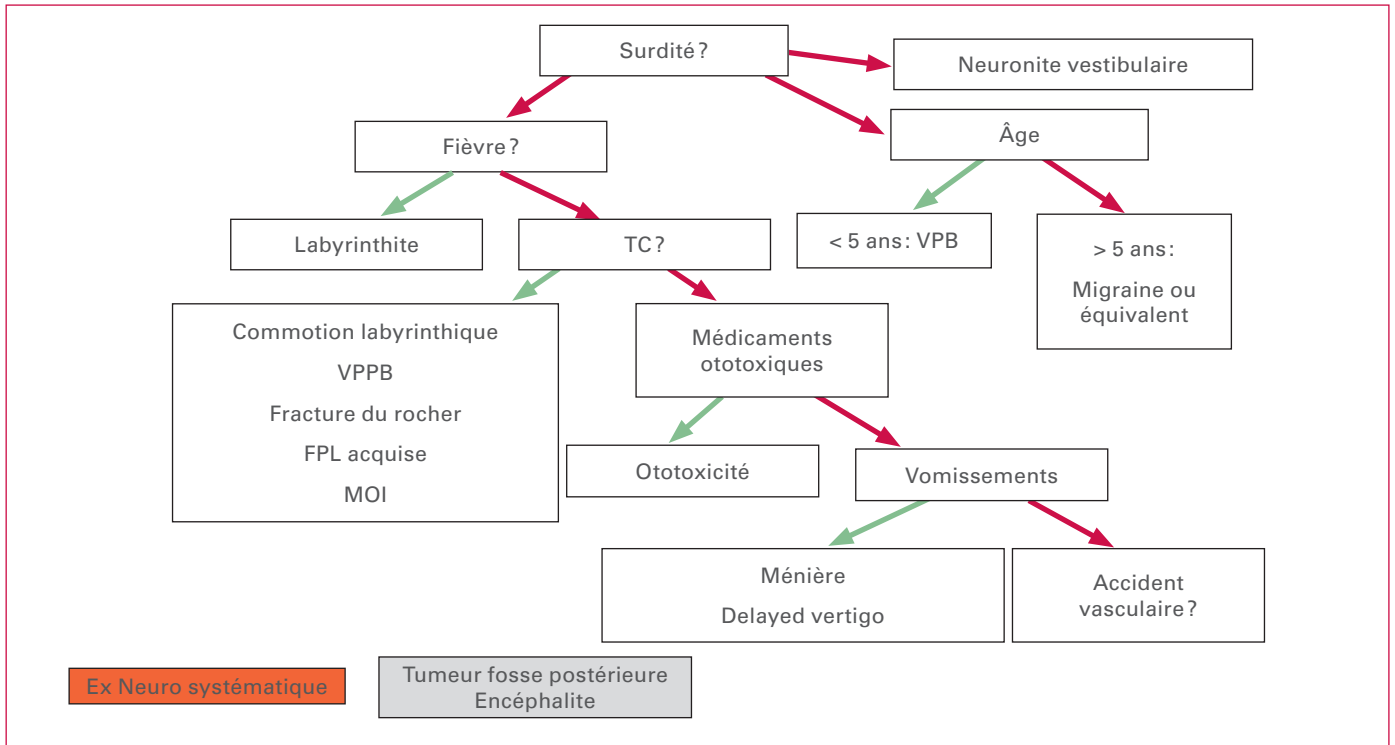 Surdité ?
Neuronite vestibulaire
Fièvre ?
Âge
Labyrinthite
TC ?
< 5 ans : VPB
> 5 ans :
Migraine ou
équivalent
Commotion labyrinthique
VPPB
Fracture du rocher
FPL acquise
MOI
Médicaments
ototoxiques
Ototoxicité
Vomissements
Ménière
Delayed vertigo
Accident
vasculaire ?
Ex Neuro systématique
Tumeur fosse postérieure
Encéphalite